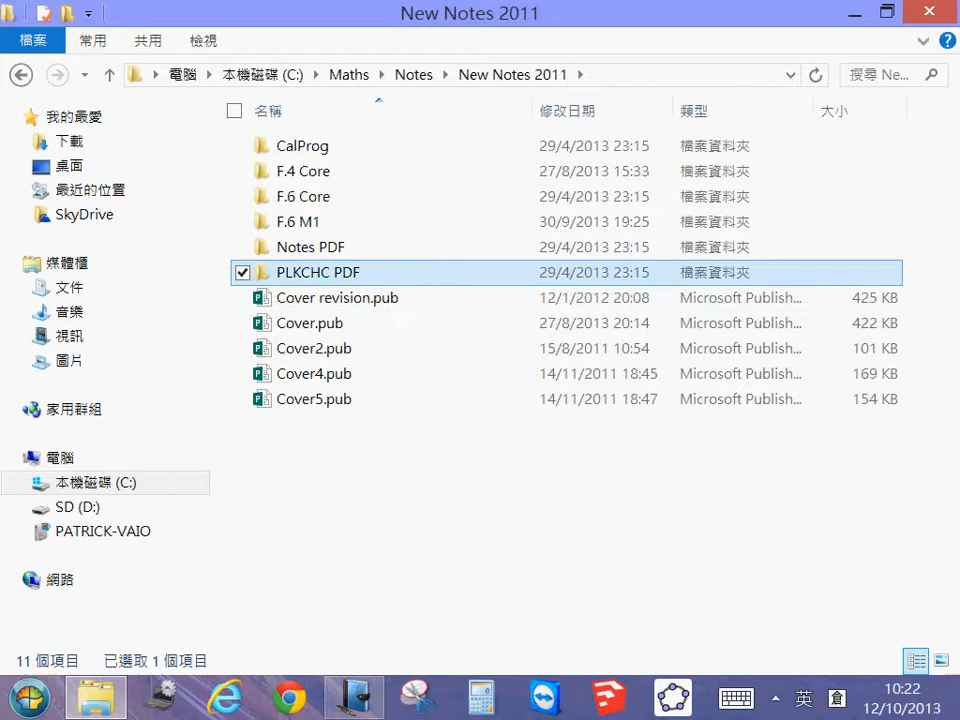 New Notes 2011
檔案 常用 共用 檢視
電腦 本機磁碟 (C:) Maths Notes New Notes 2011 搜尋 Ne...
名稱 修改日期 類型 大小
我的最愛
下載
桌面
最近的位置
SkyDrive
媒體櫃
文件
音樂
視訊
圖片
家用群組
電腦
本機磁碟 (C:)
SD (D:)
PATRICK-VAIO
網路
CalProg 29/4/2013 23:15 檔案資料夾
F.4 Core 27/8/2013 15:33 檔案資料夾
F.6 Core 29/4/2013 23:15 檔案資料夾
F.6 M1 30/9/2013 19:25 檔案資料夾
Notes PDF 29/4/2013 23:15 檔案資料夾
PLKCHC PDF 29/4/2013 23:15 檔案資料夾
Cover revision.pub 12/1/2012 20:08 Microsoft Publish... 425 KB
Cover.pub 27/8/2013 20:14 Microsoft Publish... 422 KB
Cover2.pub 15/8/2011 10:54 Microsoft Publish... 101 KB
Cover4.pub 14/11/2011 18:45 Microsoft Publish... 169 KB
Cover5.pub 14/11/2011 18:47 Microsoft Publish... 154 KB
11 個項目 已選取 1 個項目
英 倉 10:22
12/10/2013